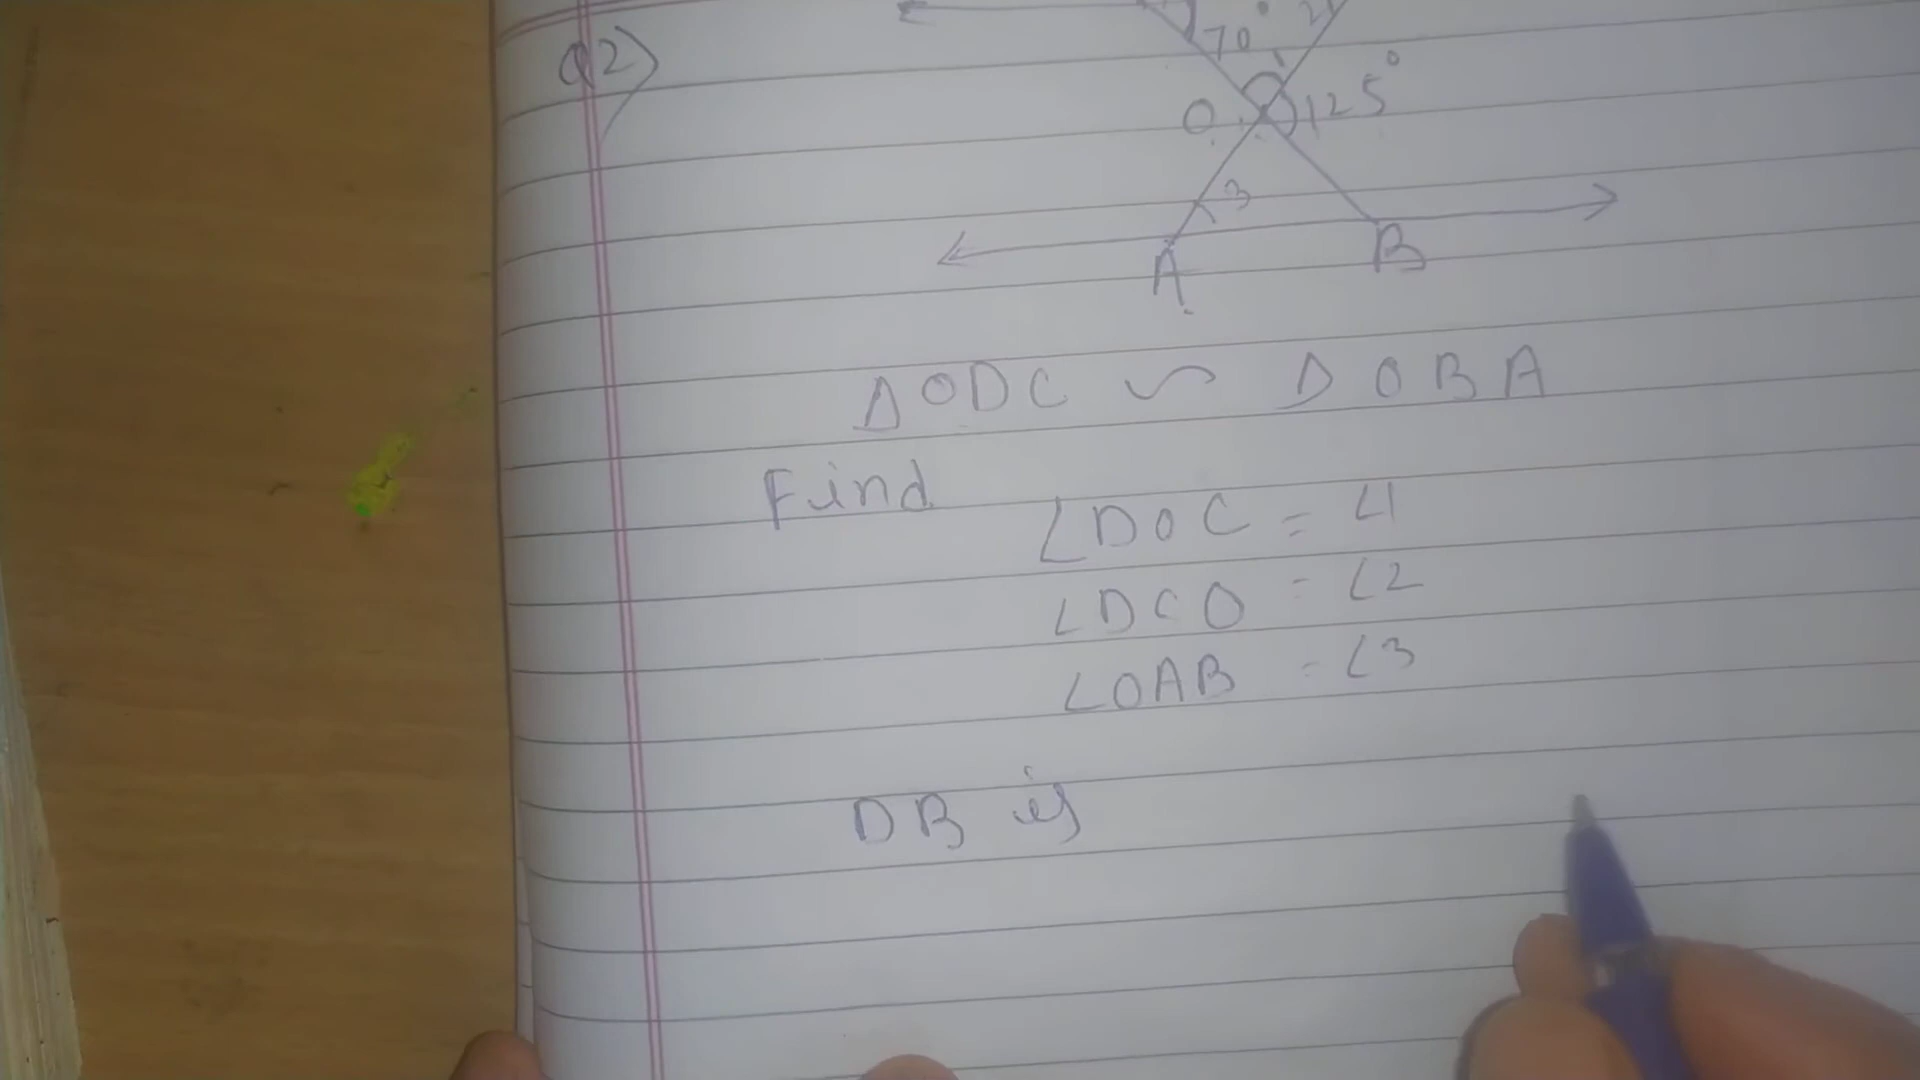 Q2)
70° 2
O 125°
3
A B
ΔODC ∽ ΔOBA
Find
∠DOC = ∠1
∠DCO = ∠2
∠OAB = ∠3
DB is